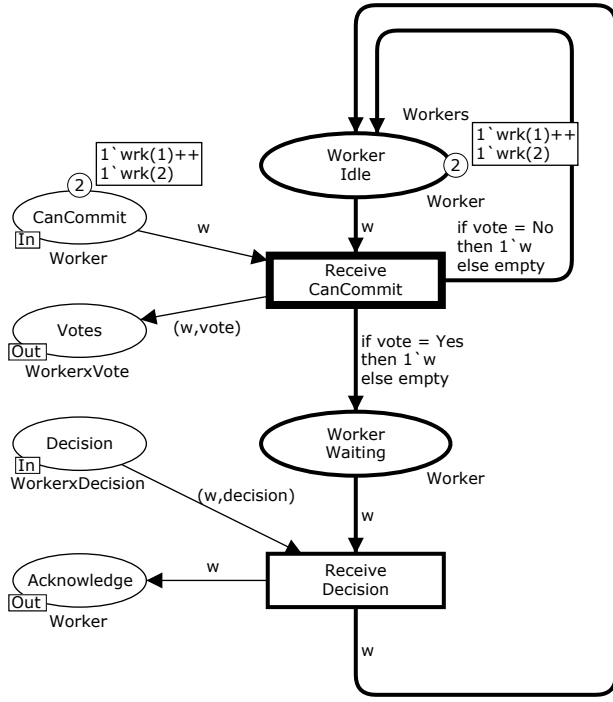 Workers
1`wrk(1)++
1`wrk(2)
2
Worker
Idle
Worker
1`wrk(1)++
1`wrk(2)
2
CanCommit
In
Worker
w
w
if vote = No
then 1`w
else empty
Receive
CanCommit
Votes
Out
WorkerxVote
(w,vote)
if vote = Yes
then 1`w
else empty
Worker
Waiting
Worker
Decision
In
WorkerxDecision
(w,decision)
w
Receive
Decision
w
Acknowledge
Out
Worker
w